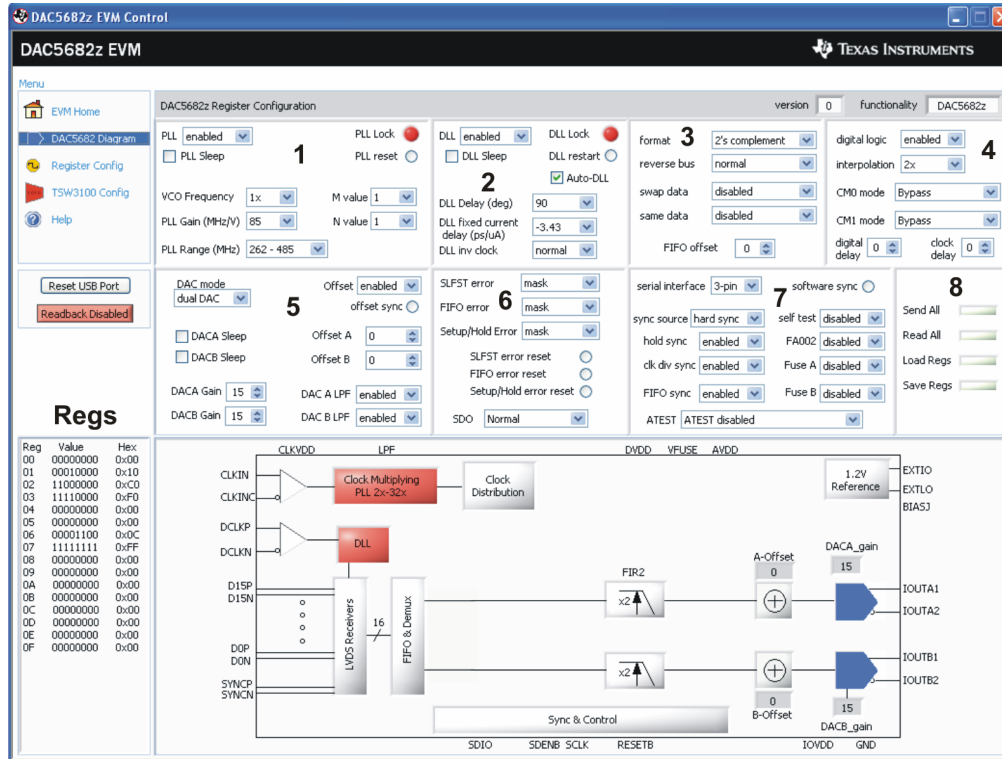 DAC5682z EVM Control
DAC5682z EVM
TEXAS INSTRUMENTS
Menu
EVM Home
DAC5682 Diagram
Register Config
TSW3100 Config
Help
Reset USB Port
Readback Disabled
DAC5682z Register Configuration
version 0 functionality DAC5682z
PLL enabled PLL Lock
PLL Sleep 1 PLL reset
VCO Frequency 1x M value 1
PLL Gain (MHz/V) 85 N value 1
PLL Range (MHz) 262 - 485
DLL enabled DLL Lock
DLL Sleep DLL restart
2 Auto-DLL
DLL Delay (deg) 90
DLL fixed current
delay (ps/uA) -3.43
DLL inv clock normal
3
format 2's complement
reverse bus normal
swap data disabled
same data disabled
FIFO offset 0
digital logic enabled
4
interpolation 2x
CM0 mode Bypass
CM1 mode Bypass
digital delay 0 clock delay 0
DAC mode
dual DAC
5
Offset enabled
offset sync
DACA Sleep Offset A 0
DACB Sleep Offset B 0
DACA Gain 15 DAC A LPF enabled
DACB Gain 15 DAC B LPF enabled
SLFST error mask
6
FIFO error mask
Setup/Hold Error mask
SLFST error reset
FIFO error reset
Setup/Hold error reset
SDO Normal
serial interface 3-pin software sync
7
sync source hard sync self test disabled
hold sync enabled FA002 disabled
clk div sync enabled Fuse A disabled
FIFO sync enabled Fuse B disabled
ATEST ATEST disabled
8
Send All
Read All
Load Regs
Save Regs
Regs
Reg Value Hex
00 00000000 0x00
01 00010000 0x10
02 11000000 0xC0
03 11110000 0xF0
04 00000000 0x00
05 00000000 0x00
06 00001100 0x0C
07 11111111 0xFF
08 00000000 0x00
09 00000000 0x00
0A 00000000 0x00
0B 00000000 0x00
0C 00000000 0x00
0D 00000000 0x00
0E 00000000 0x00
0F 00000000 0x00
CLKVDD LPF DVDD VFUSE AVDD
CLKIN
CLKINC
Clock Multiplying
PLL 2x-32x
Clock
Distribution
1.2V
Reference
EXTIO
EXTLO
BIASJ
DCLKP
DCLKN
DLL
D15P
D15N
D0P
D0N
SYNCP
SYNCN
LVDS Receivers
16
FIFO & Demux
FIR2
x2
x2
A-Offset
0
0
B-Offset
DACA_gain
15
15
DACB_gain
IOUTA1
IOUTA2
IOUTB1
IOUTB2
Sync & Control
SDIO SDENB SCLK RESETB IOVDD GND